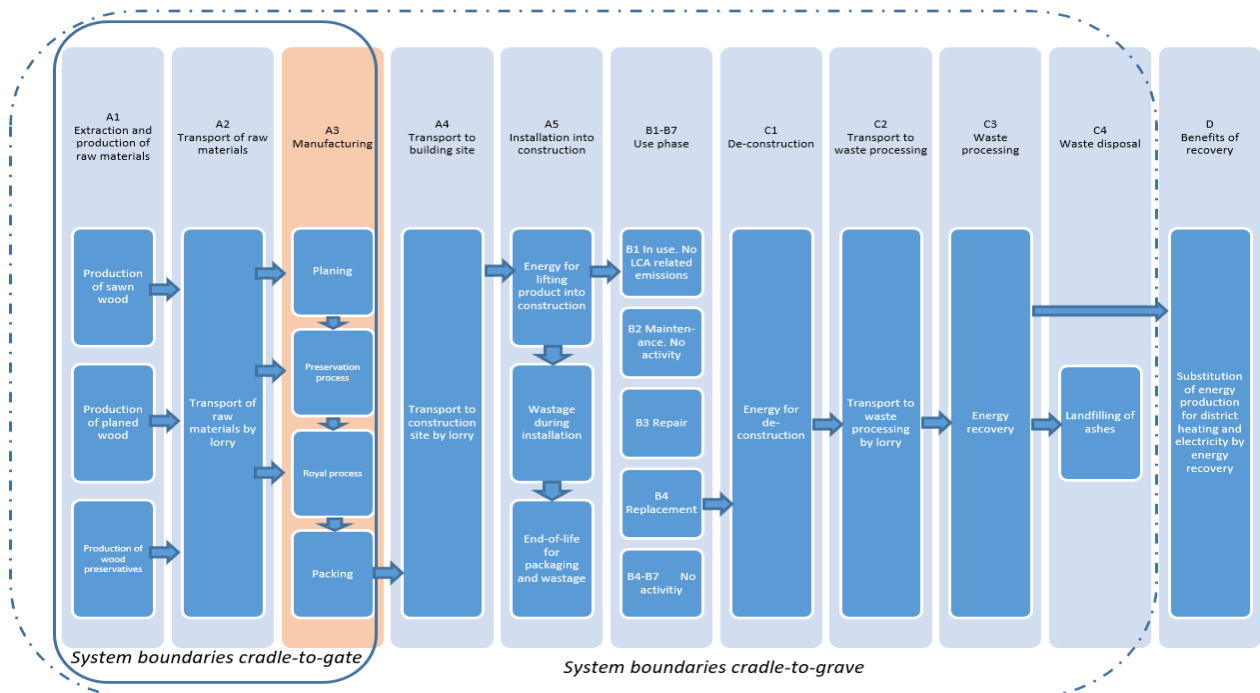 A1
Extraction and
production of
raw materials
A2
Transport of raw
materials
A3
Manufacturing
A4
Transport to
building site
A5
Installation into
construction
B1-B7
Use phase
C1
De-construction
C2
Transport to
waste processing
C3
Waste
processing
C4
Waste disposal
D
Benefits of
recovery
Production
of sawn
wood
Production
of planed
wood
Production of
wood
preservatives
Transport of
raw
materials by
lorry
Planing
Preservation
process
Royal process
Packing
Transport to
construction
site by lorry
Energy for
lifting
product into
construction
Wastage
during
installation
End-of-life
for
packaging
and wastage
B1 In use. No
LCA related
emissions
B2 Mainten-
ance. No
activity
B3 Repair
B4
Replacement
B4-B7 No
activitiy
Energy for
de-
construction
Transport to
waste
processing
by lorry
Energy
recovery
Landfilling of
ashes
Substitution
of energy
production
for district
heating and
electricity by
energy
recovery
System boundaries cradle-to-gate
System boundaries cradle-to-grave